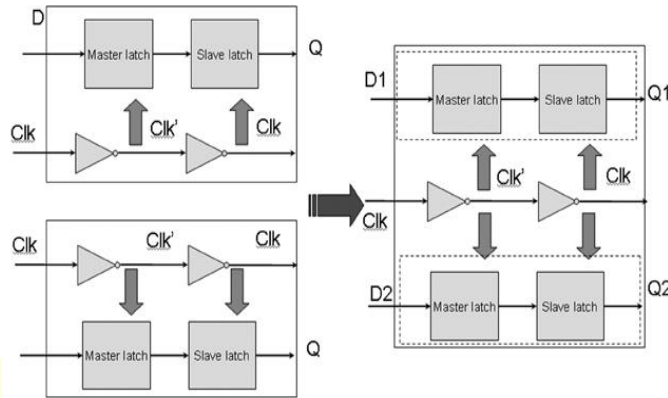 D
Master latch
Slave latch
Q
Clk
Clk'
Clk
Clk
Clk'
Clk
Master latch
Slave latch
Q
D1
Master latch
Slave latch
Q1
Clk
Clk'
Clk
D2
Master latch
Slave latch
Q2